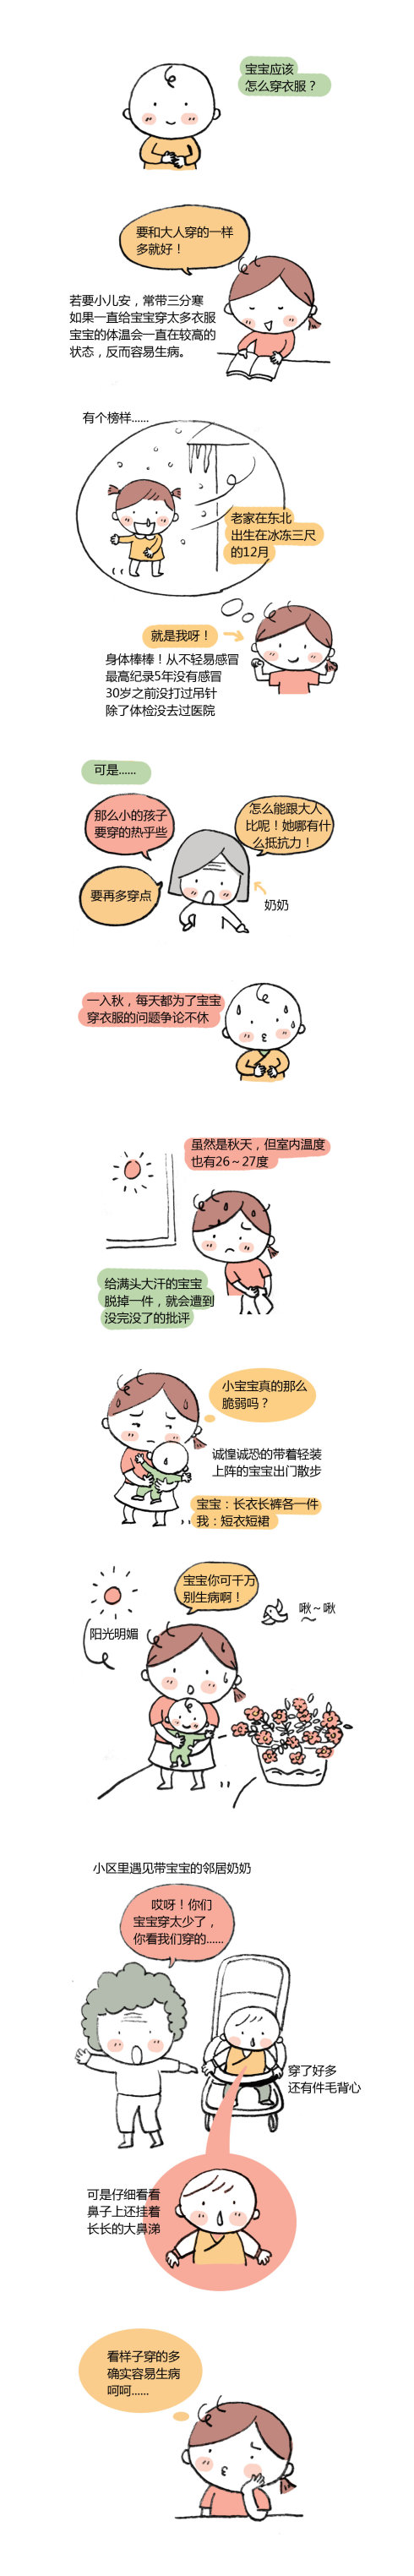 宝宝应该
怎么穿衣服？
要和大人穿的一样
多就好！
若要小儿安，常带三分寒
如果一直给宝宝穿太多衣服
宝宝的体温会一直在较高的
状态，反而容易生病。
有个榜样......
老家在东北
出生在冰冻三尺
的12月
就是我呀！
身体棒棒！从不轻易感冒
最高纪录5年没有感冒
30岁之前没打过吊针
除了体检没去过医院
可是......
那么小的孩子
要穿的热乎些
怎么能跟大人
比呢！她哪有什
么抵抗力！
要再多穿点
奶奶
一入秋，每天都为了宝宝
穿衣服的问题争论不休
虽然是秋天，但室内温度
也有26～27度
给满头大汗的宝宝
脱掉一件，就会遭到
没完没了的批评
小宝宝真的那么
脆弱吗？
诚惶诚恐的带着轻装
上阵的宝宝出门散步
宝宝：长衣长裤各一件
我：短衣短裙
宝宝你可千万
别生病啊！
啾～啾
阳光明媚
小区里遇见带宝宝的邻居奶奶
哎呀！你们
宝宝穿太少了，
你看我们穿的......
穿了好多
还有件毛背心
可是仔细看看
鼻子上还挂着
长长的大鼻涕
看样子穿的多
确实容易生病
呵呵......